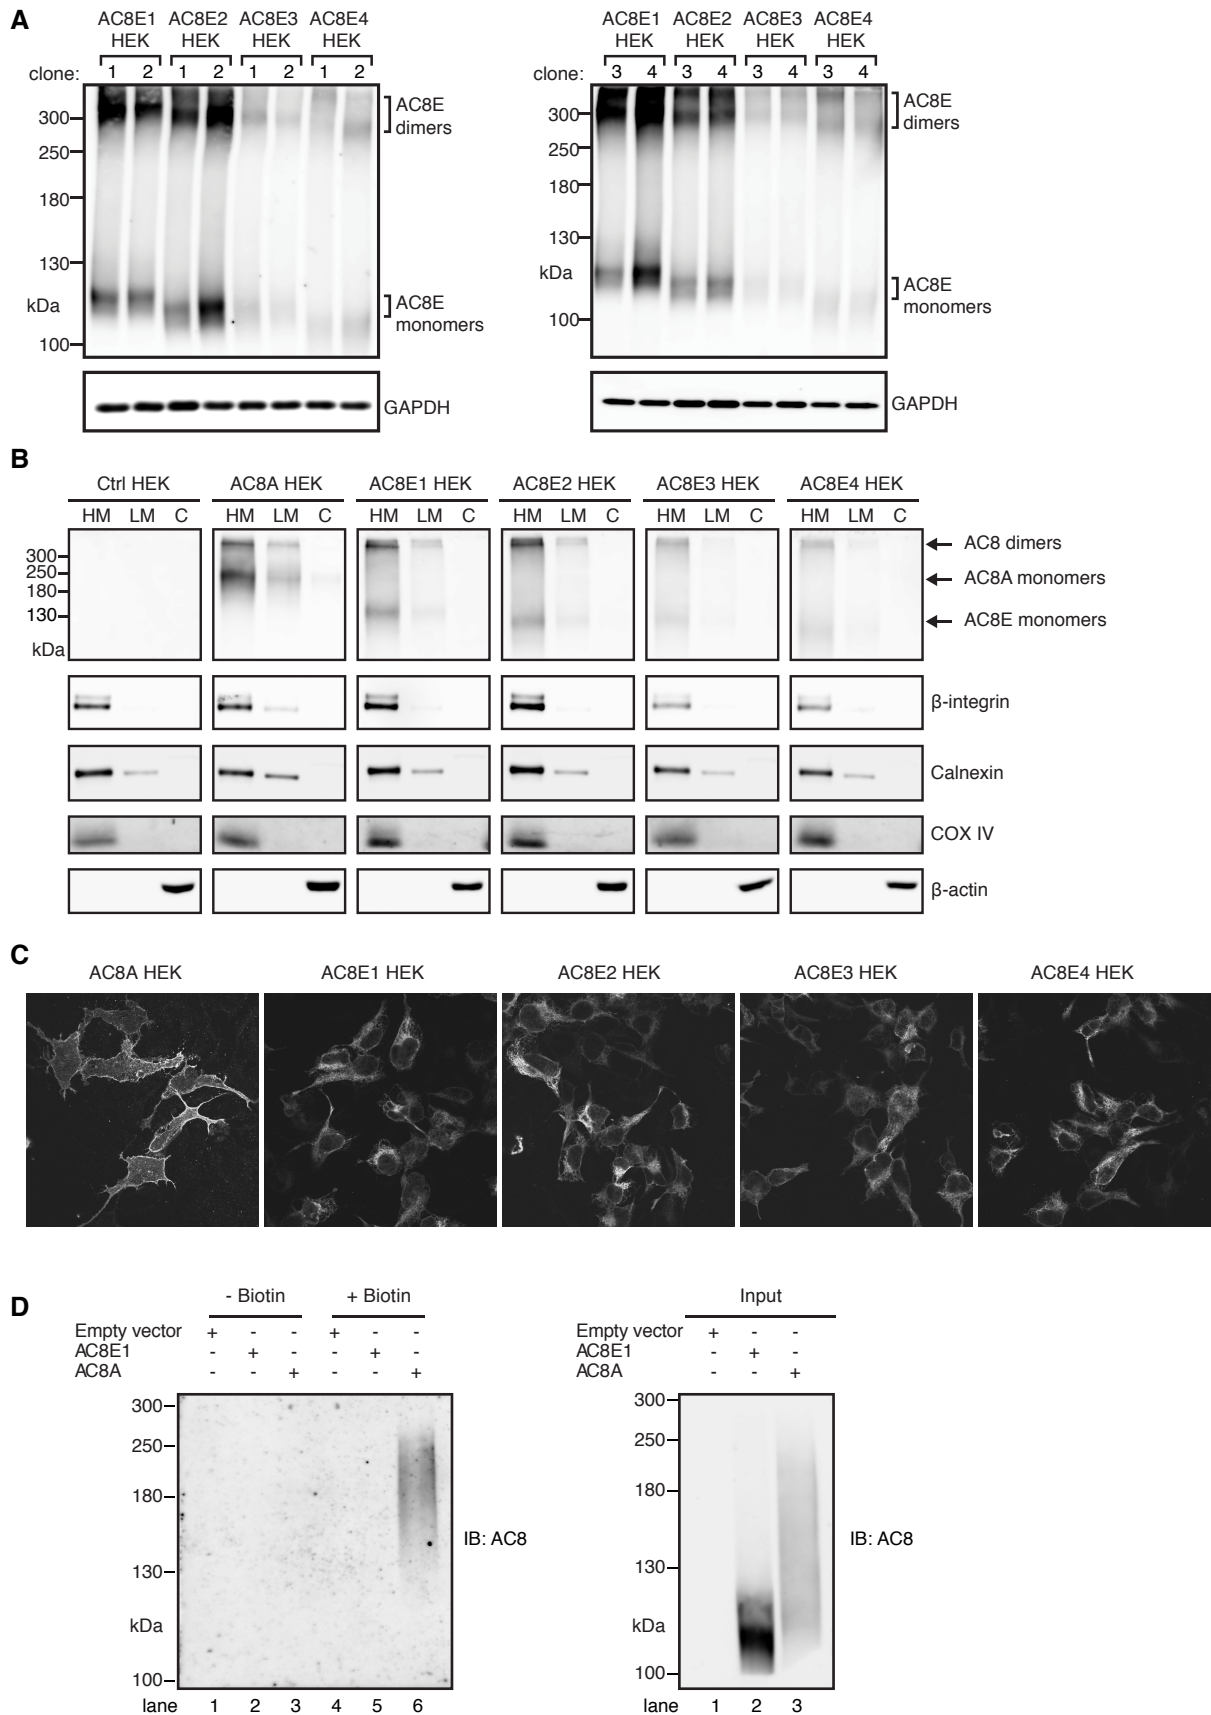 A
AC8E1 AC8E2 AC8E3 AC8E4
HEK HEK HEK HEK
clone: 1 2 1 2 1 2 1 2
300
250
180
130
kDa
100
AC8E
dimers
AC8E
monomers
GAPDH
AC8E1 AC8E2 AC8E3 AC8E4
HEK HEK HEK HEK
clone: 3 4 3 4 3 4 3 4
300
250
180
130
kDa
100
AC8E
dimers
AC8E
monomers
GAPDH
B
Ctrl HEK AC8A HEK AC8E1 HEK AC8E2 HEK AC8E3 HEK AC8E4 HEK
HM LM C HM LM C HM LM C HM LM C HM LM C HM LM C
300
250
180
130
kDa
AC8 dimers
AC8A monomers
AC8E monomers
β-integrin
Calnexin
COX IV
β-actin
C
AC8A HEK AC8E1 HEK AC8E2 HEK AC8E3 HEK AC8E4 HEK
D
- Biotin + Biotin
Empty vector + - - + - -
AC8E1 - + - - + -
AC8A - - + - - +
300
250
180
130
kDa
100
IB: AC8
lane 1 2 3 4 5 6
Input
Empty vector + - -
AC8E1 - + -
AC8A - - +
300
250
180
130
kDa
100
IB: AC8
lane 1 2 3